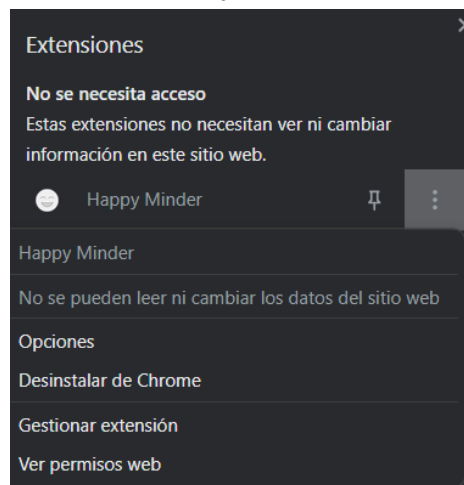 Extensiones
No se necesita acceso
Estas extensiones no necesitan ver ni cambiar
información en este sitio web.
Happy Minder
Happy Minder
No se pueden leer ni cambiar los datos del sitio web
Opciones
Desinstalar de Chrome
Gestionar extensión
Ver permisos web